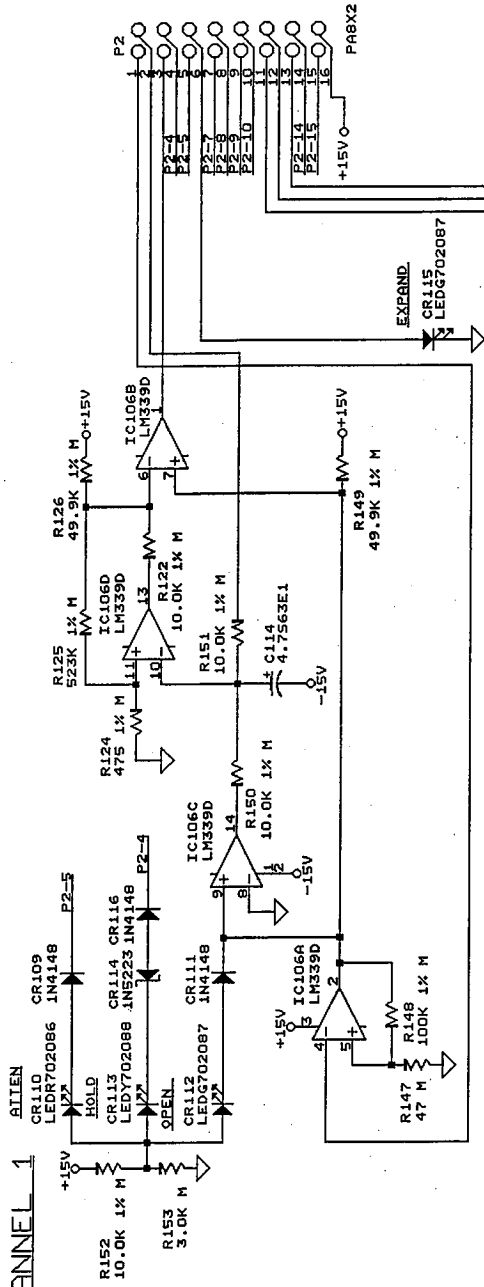 ANNEL 1
+15V
R152
10.0K 1% M
R153
3.0K M
ATTEN
CR110
LEDR702086
CR109
1N4148
P2-5
HOLD
CR113
LEDY702088
CR114
1N5223
CR116
1N4148
P2-4
OPEN
CR112
LEDG702087
CR111
1N4148
IC106C
LM339D
9
+
8
-
14
12
-15V
R150
10.0K 1% M
IC106A
LM339D
+15V
3
4
-
5
+
2
R148
100K 1% M
R147
47 M
R124
475 1% M
R125
523K 1% M
IC106D
LM339D
11
+
10
-
13
R122
10.0K 1% M
R126
49.9K 1% M
+15V
R151
10.0K 1% M
C114
+
4.7S63E1
-15V
IC106B
LM339D
6
-
7
+
1
R149
49.9K 1% M
+15V
EXPAND
CR115
LEDG702087
P2
1
2
3
4
5
6
7
8
9
10
11
12
13
14
15
16
P2-4
P2-5
P2-7
P2-8
P2-9
P2-10
P2-14
P2-15
+15V
PA8X2